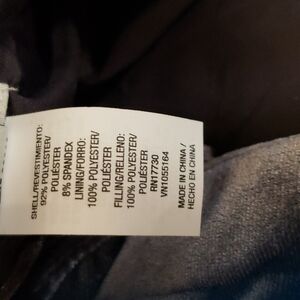 SHELL/REVESTIMIENTO:
92% POLYESTER/
POLIÉSTER
8% SPANDEX
LINING/FORRO:
100% POLYESTER/
POLIÉSTER
FILLING/RELLENO:
100% POLYESTER/
POLIÉSTER
RN17730
VN1055164
MADE IN CHINA /
HECHO EN CHINA